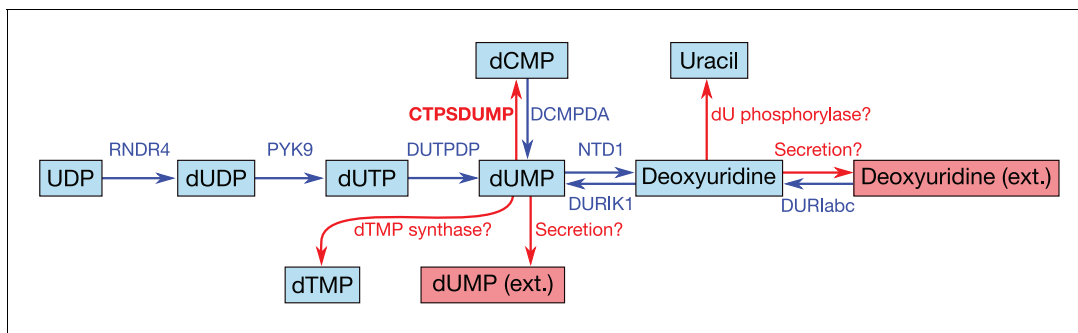 dCMP
Uracil
CTPSDUMP
DCMPDA
dU phosphorylase?
RNDR4
PYK9
DUTPDP
NTD1
Secretion?
UDP
dUDP
dUTP
dUMP
Deoxyuridine
Deoxyuridine (ext.)
DURIK1
DURIabc
dTMP synthase?
Secretion?
dTMP
dUMP (ext.)